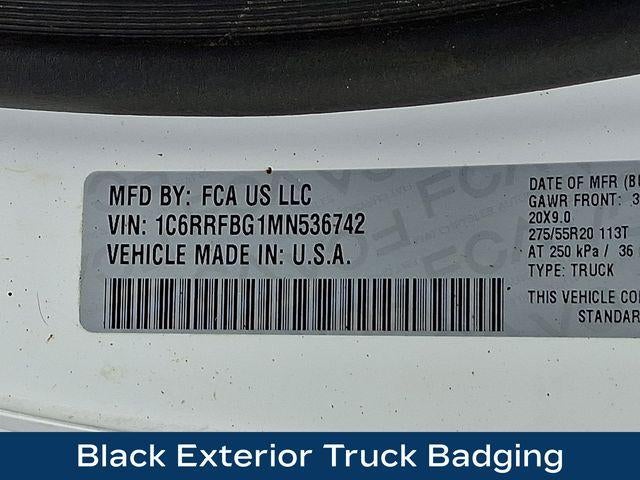 MFD BY: FCA US LLC
VIN: 1C6RRFBG1MN536742
VEHICLE MADE IN: U.S.A.
DATE OF MFR
GAWR FRONT:
20X9.0
275/55R20 113T
AT 250 kPa / 36
TYPE: TRUCK
THIS VEHICLE
STANDAR
Black Exterior Truck Badging